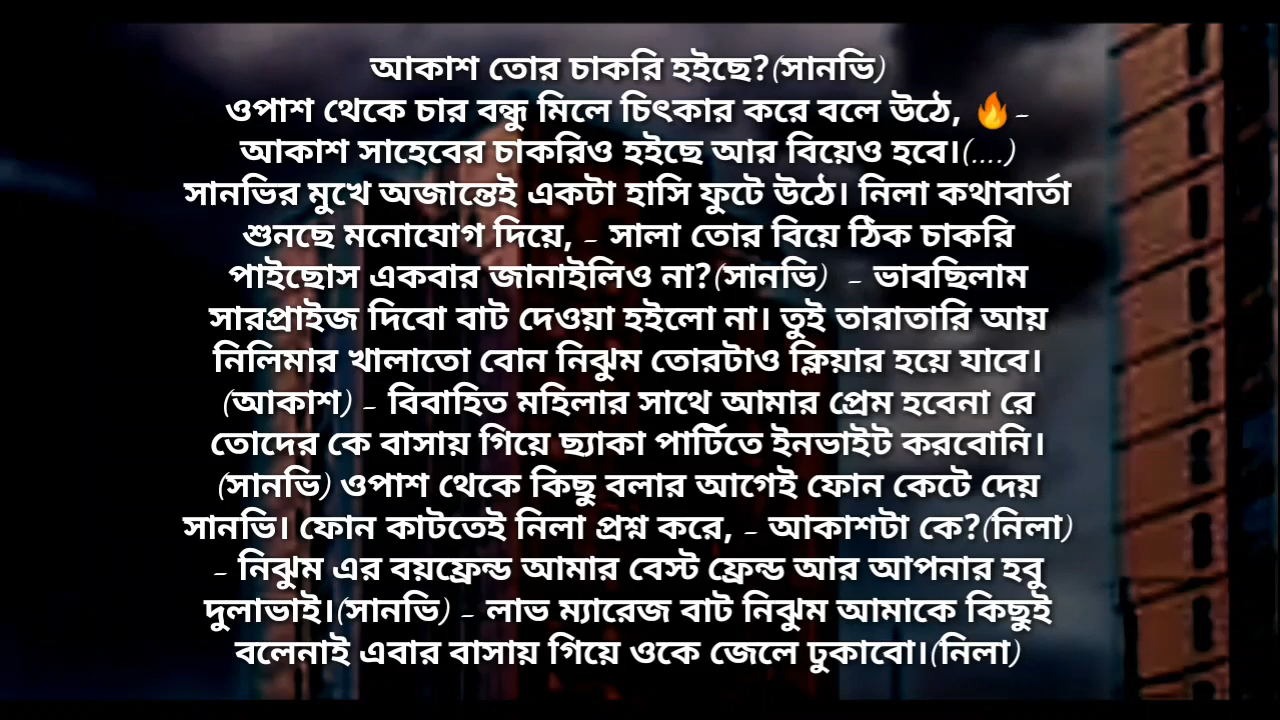 আকাশ তোর চাকরি হইছে?(সানভি)
ওপাশ থেকে চার বন্ধু মিলে চিৎকার করে বলে উঠে, 🔥-
আকাশ সাহেবের চাকরিও হইছে আর বিয়েও হবে।(....)
সানভির মুখে অজান্তেই একটা হাসি ফুটে উঠে। নিলা কথাবার্তা
শুনছে মনোযোগ দিয়ে, - সালা তোর বিয়ে ঠিক চাকরি
পাইছোস একবার জানাইলিও না?(সানভি) - ভাবছিলাম
সারপ্রাইজ দিবো বাট দেওয়া হইলো না। তুই তারাতারি আয়
নিলিমার খালাতো বোন নিঝুম তোরটাও ক্লিয়ার হয়ে যাবে।
(আকাশ) - বিবাহিত মহিলার সাথে আমার প্রেম হবেনা রে
তোদের কে বাসায় গিয়ে ছ্যাকা পার্টিতে ইনভাইট করবোনি।
(সানভি) ওপাশ থেকে কিছু বলার আগেই ফোন কেটে দেয়
সানভি। ফোন কাটতেই নিলা প্রশ্ন করে, - আকাশটা কে?(নিলা)
- নিঝুম এর বয়ফ্রেন্ড আমার বেস্ট ফ্রেন্ড আর আপনার হবু
দুলাভাই।(সানভি) - লাভ ম্যারেজ বাট নিঝুম আমাকে কিছুই
বলেনাই এবার বাসায় গিয়ে ওকে জেলে ঢুকাবো।(নিলা)